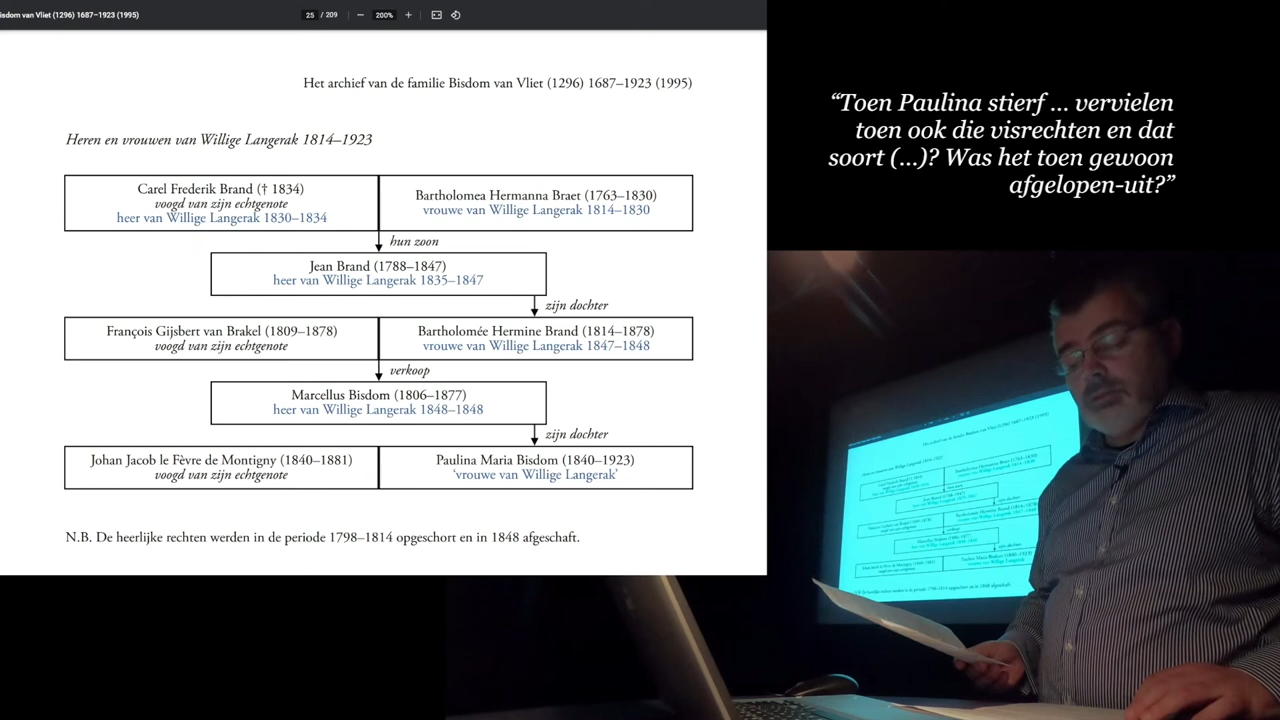 isdom van Vliet (1296) 1687–1923 (1995)
25 / 209
200%
Het archief van de familie Bisdom van Vliet (1296) 1687–1923 (1995)
Heren en vrouwen van Willige Langerak 1814–1923
Carel Frederik Brand († 1834)
voogd van zijn echtgenote
heer van Willige Langerak 1830–1834
Bartholomea Hermanna Braet (1763–1830)
vrouwe van Willige Langerak 1814–1830
hun zoon
Jean Brand (1788–1847)
heer van Willige Langerak 1835–1847
zijn dochter
François Gijsbert van Brakel (1809–1878)
voogd van zijn echtgenote
Bartholomée Hermine Brand (1814–1878)
vrouwe van Willige Langerak 1847–1848
verkoop
Marcellus Bisdom (1806–1877)
heer van Willige Langerak 1848–1848
zijn dochter
Johan Jacob le Fèvre de Montigny (1840–1881)
voogd van zijn echtgenote
Paulina Maria Bisdom (1840–1923)
‘vrouwe van Willige Langerak’
N.B. De heerlijke rechten werden in de periode 1798–1814 opgeschort en in 1848 afgeschaft.
“Toen Paulina stierf ... vervielen
toen ook die visrechten en dat
soort (...)? Was het toen gewoon
afgelopen-uit?”